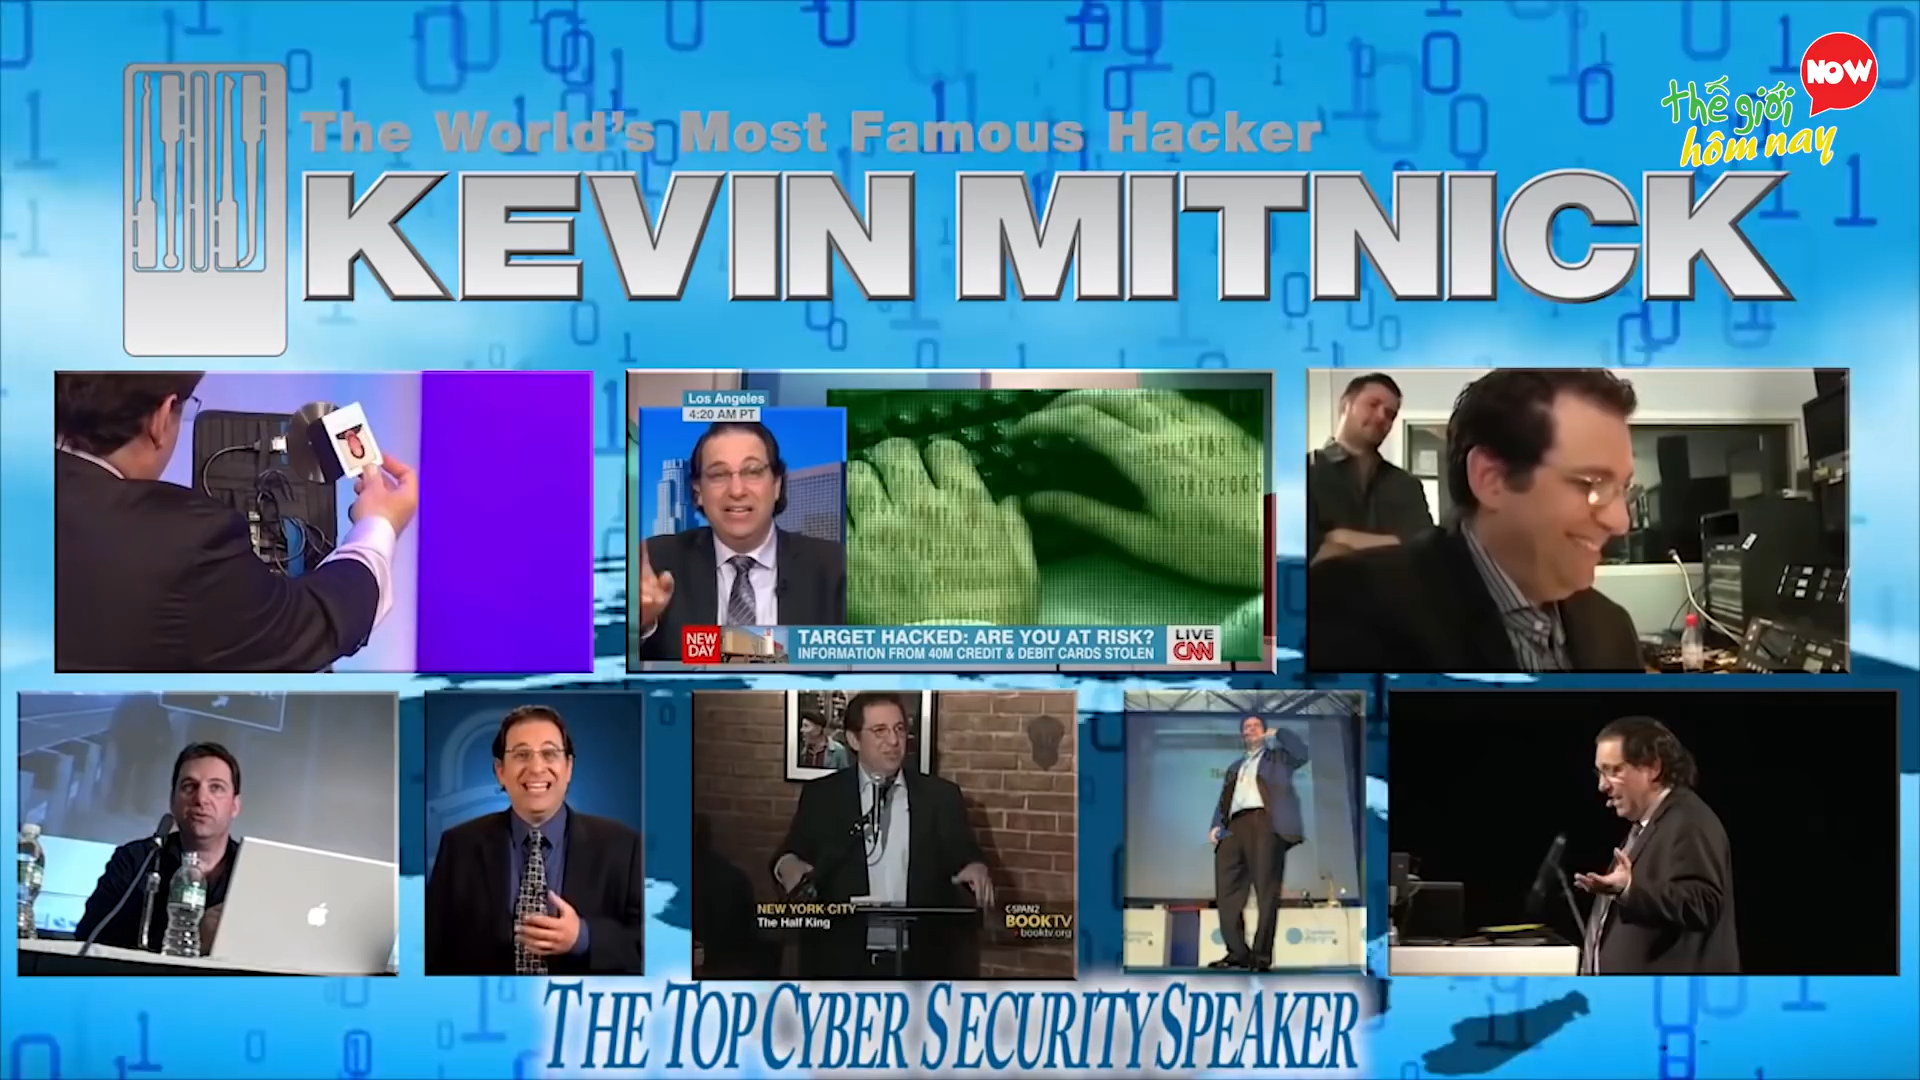 NOW
thế giới
hôm nay
The World's Most Famous Hacker
KEVIN MITNICK
Los Angeles
4:20 AM PT
NEW DAY
TARGET HACKED: ARE YOU AT RISK?
INFORMATION FROM 40M CREDIT & DEBIT CARDS STOLEN
LIVE
CNN
NEW YORK CITY
The Half King
C-SPAN2
BOOKTV
booktv.org
THE TOP CYBER SECURITY SPEAKER